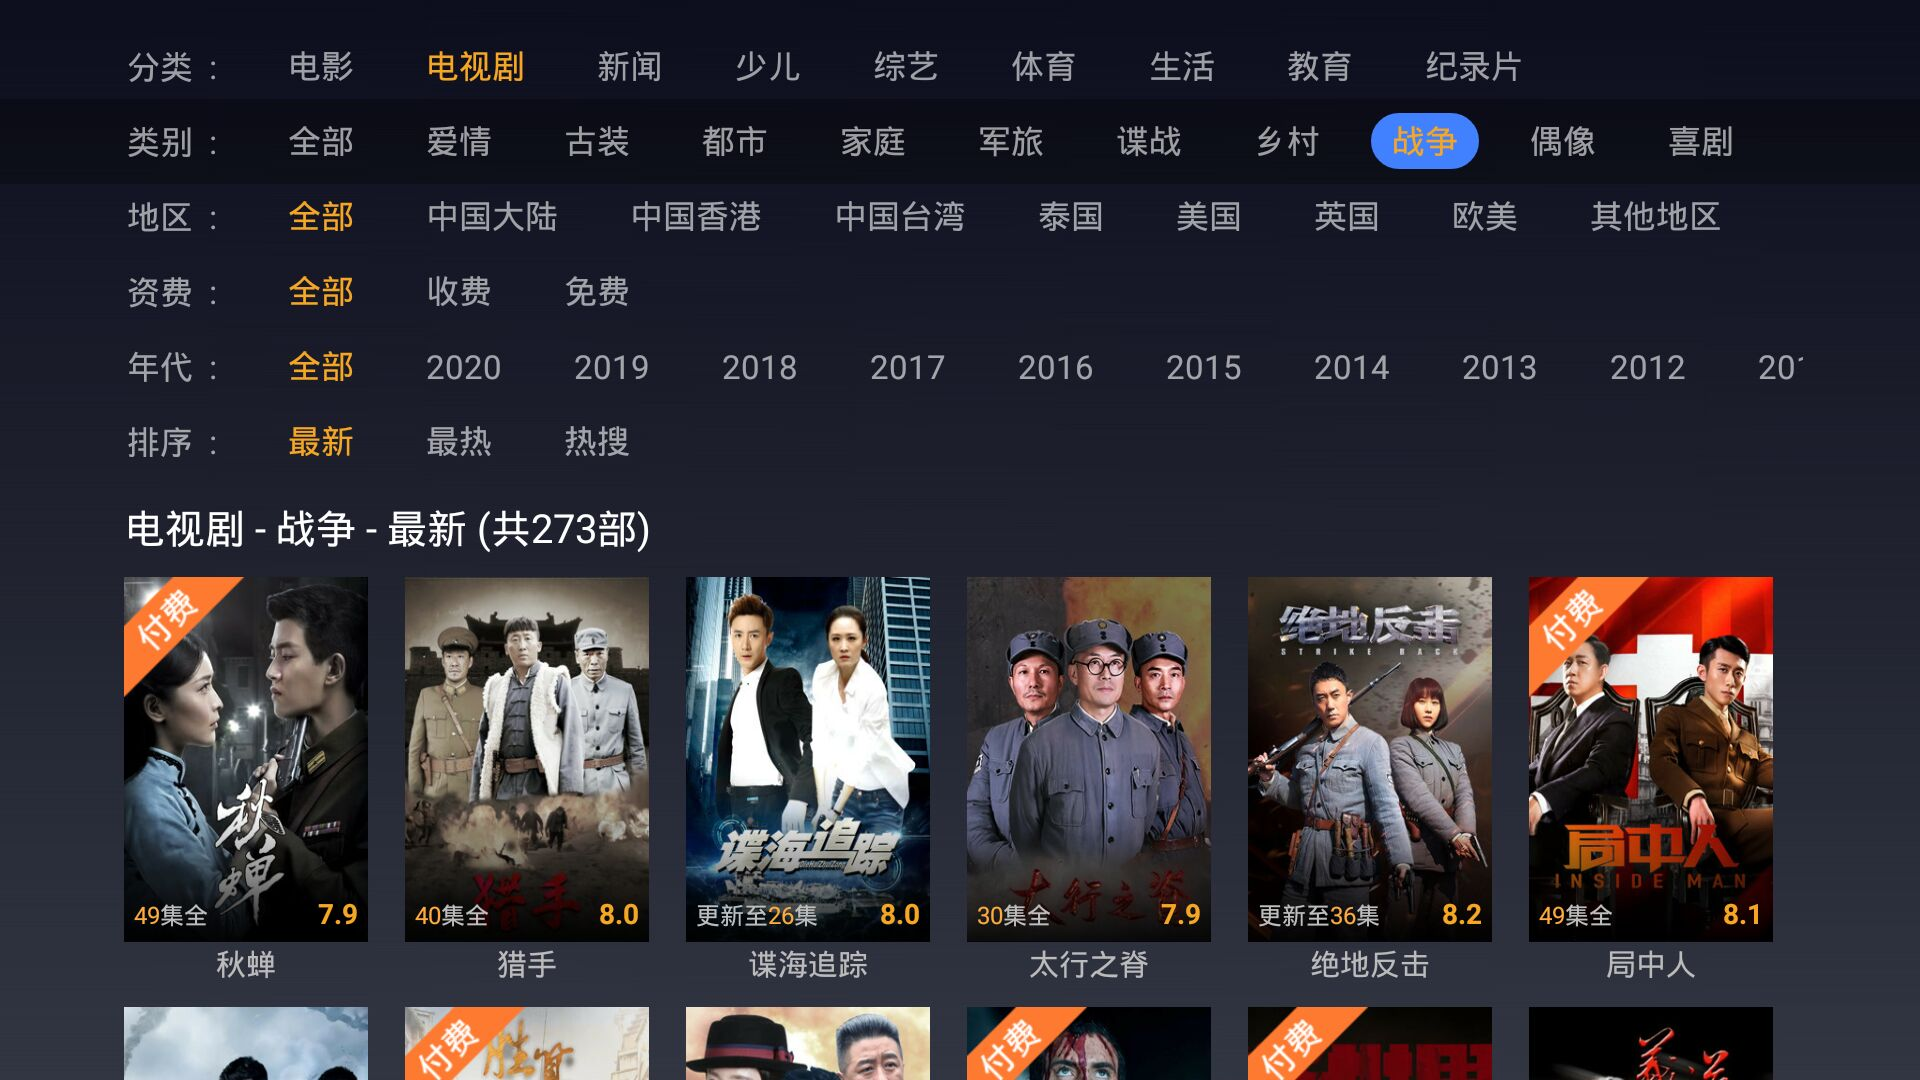 分类： 电影 电视剧 新闻 少儿 综艺 体育 生活 教育 纪录片
类别： 全部 爱情 古装 都市 家庭 军旅 谍战 乡村 战争 偶像 喜剧
地区： 全部 中国大陆 中国香港 中国台湾 泰国 美国 英国 欧美 其他地区
资费： 全部 收费 免费
年代： 全部 2020 2019 2018 2017 2016 2015 2014 2013 2012
排序： 最新 最热 热搜
电视剧 - 战争 - 最新 (共273部)
付费
秋蝉
49集全 7.9
秋蝉
猎手
40集全 8.0
猎手
谍海追踪
DieHaiZhuiZong
更新至26集 8.0
谍海追踪
太行之脊
30集全 7.9
太行之脊
绝地反击
STRIKE BACK
更新至36集 8.2
绝地反击
付费
局中人
INSIDE MAN
49集全 8.1
局中人
付费
付费
付费